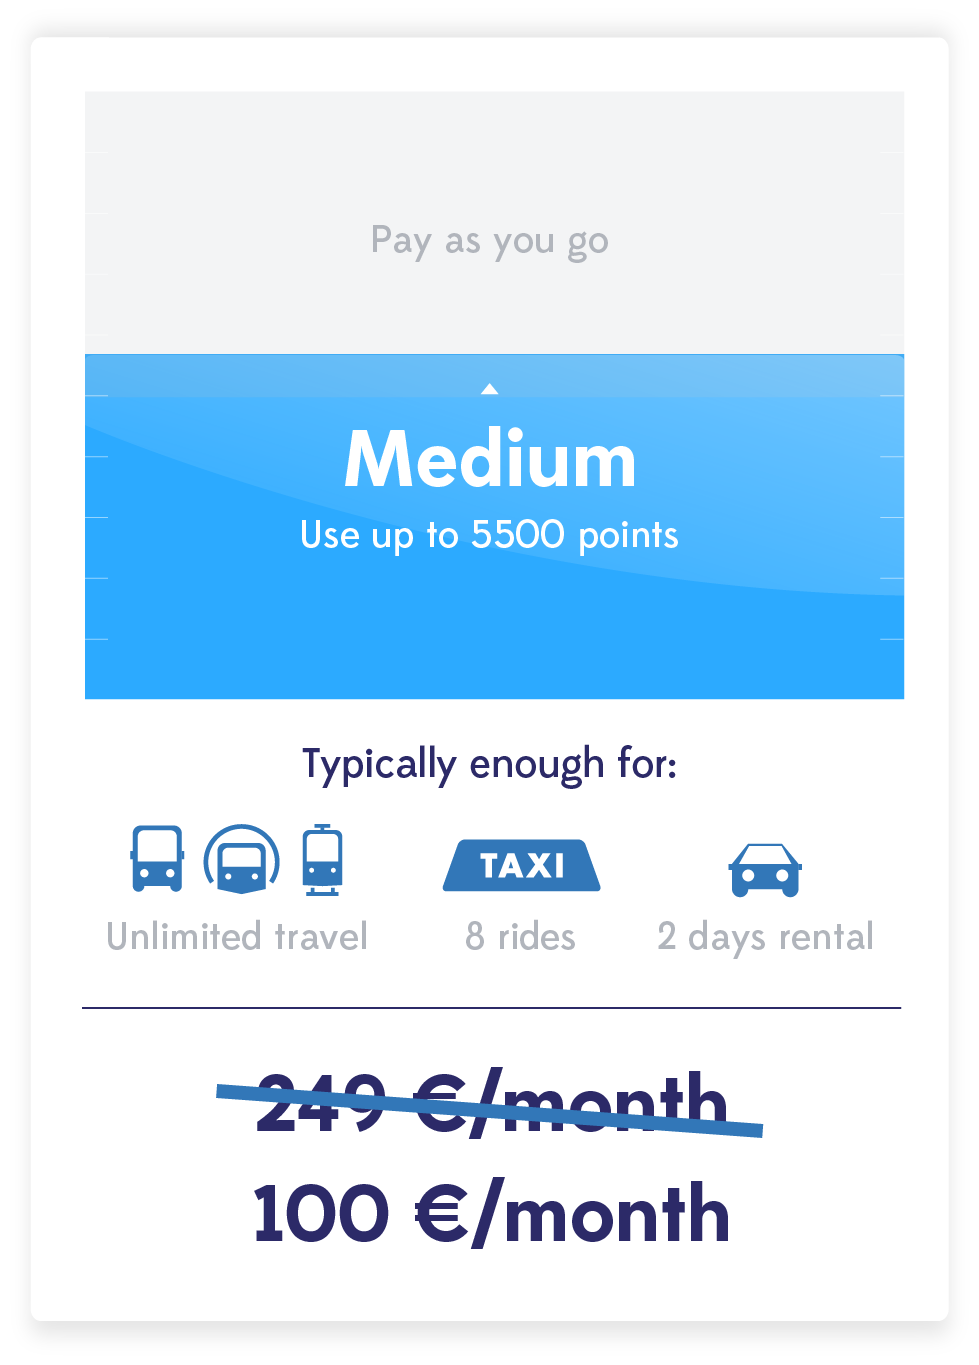 Pay as you go
Medium
Use up to 5500 points
Typically enough for:
TAXI
Unlimited travel
8 rides
2 days rental
249 €/month
100 €/month